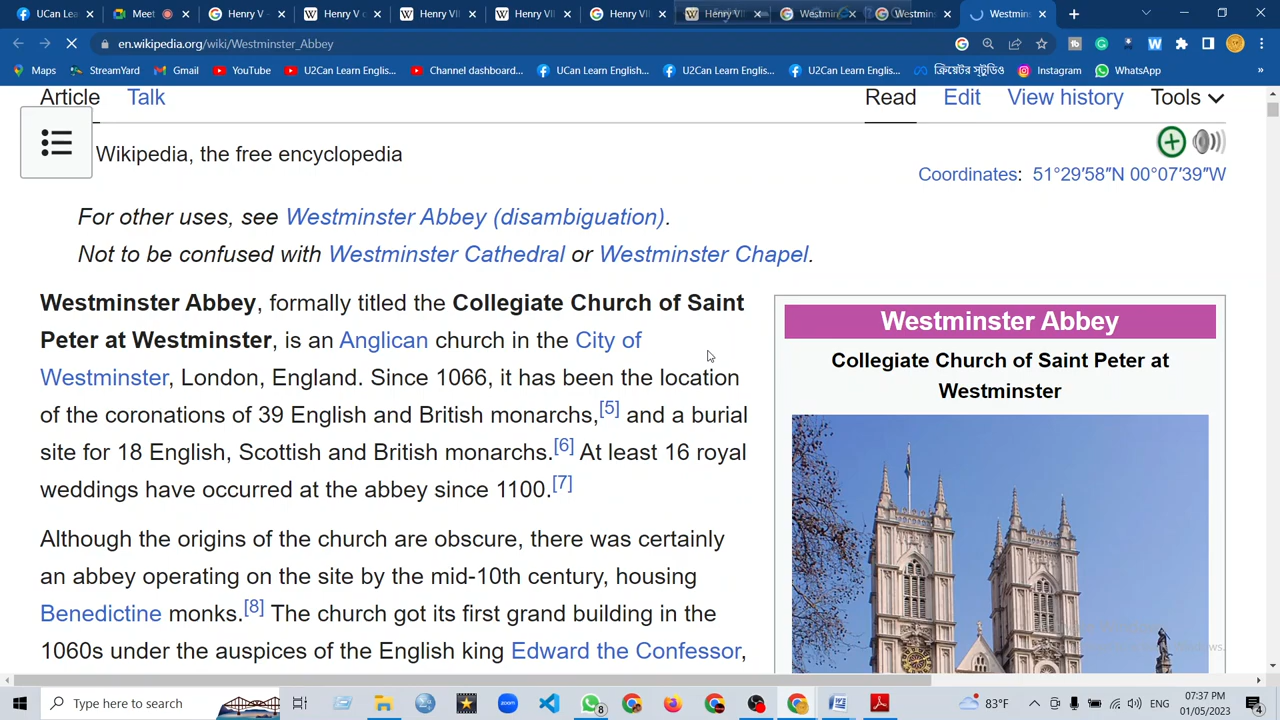 UCan Lea
Meet
Henry V –
Henry V c
Henry VII
Henry VII
Henry VII
Henry VII
Westmin
Westmins
Westmins
en.wikipedia.org/wiki/Westminster_Abbey
Maps
StreamYard
Gmail
YouTube
U2Can Learn Englis...
Channel dashboard...
UCan Learn English...
U2Can Learn Englis...
U2Can Learn Englis...
ক্রিয়েটর স্টুডিও
Instagram
WhatsApp
»
Article Talk Read Edit View history Tools
Wikipedia, the free encyclopedia
Coordinates: 51°29′58″N 00°07′39″W
For other uses, see Westminster Abbey (disambiguation).
Not to be confused with Westminster Cathedral or Westminster Chapel.
Westminster Abbey, formally titled the Collegiate Church of Saint
Peter at Westminster, is an Anglican church in the City of
Westminster, London, England. Since 1066, it has been the location
of the coronations of 39 English and British monarchs,[5] and a burial
site for 18 English, Scottish and British monarchs.[6] At least 16 royal
weddings have occurred at the abbey since 1100.[7]
Although the origins of the church are obscure, there was certainly
an abbey operating on the site by the mid-10th century, housing
Benedictine monks.[8] The church got its first grand building in the
1060s under the auspices of the English king Edward the Confessor,
Westminster Abbey
Collegiate Church of Saint Peter at
Westminster
Type here to search
8
83°F
ENG
07:37 PM
01/05/2023
4